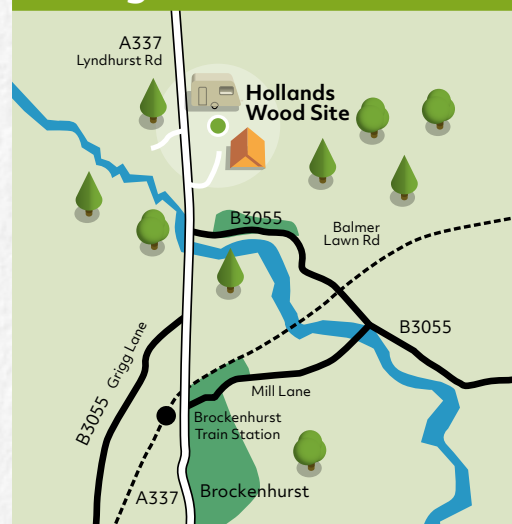 A337
Lyndhurst Rd
Hollands
Wood Site
B3055
Balmer
Lawn Rd
B3055
Grigg Lane
B3055
Mill Lane
Brockenhurst
Train Station
A337
Brockenhurst